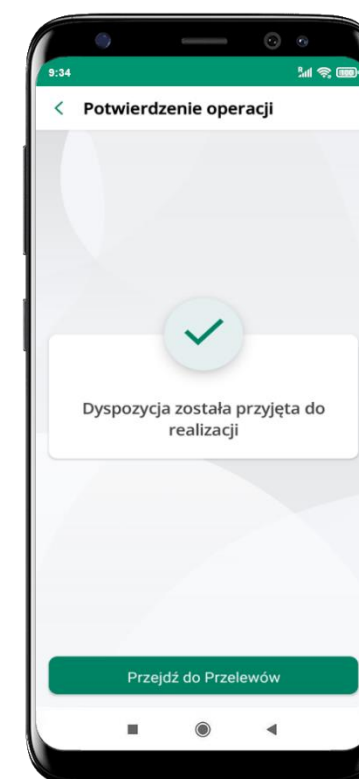 9:34
Potwierdzenie operacji
Dyspozycja została przyjęta do
realizacji
Przejdź do Przelewów